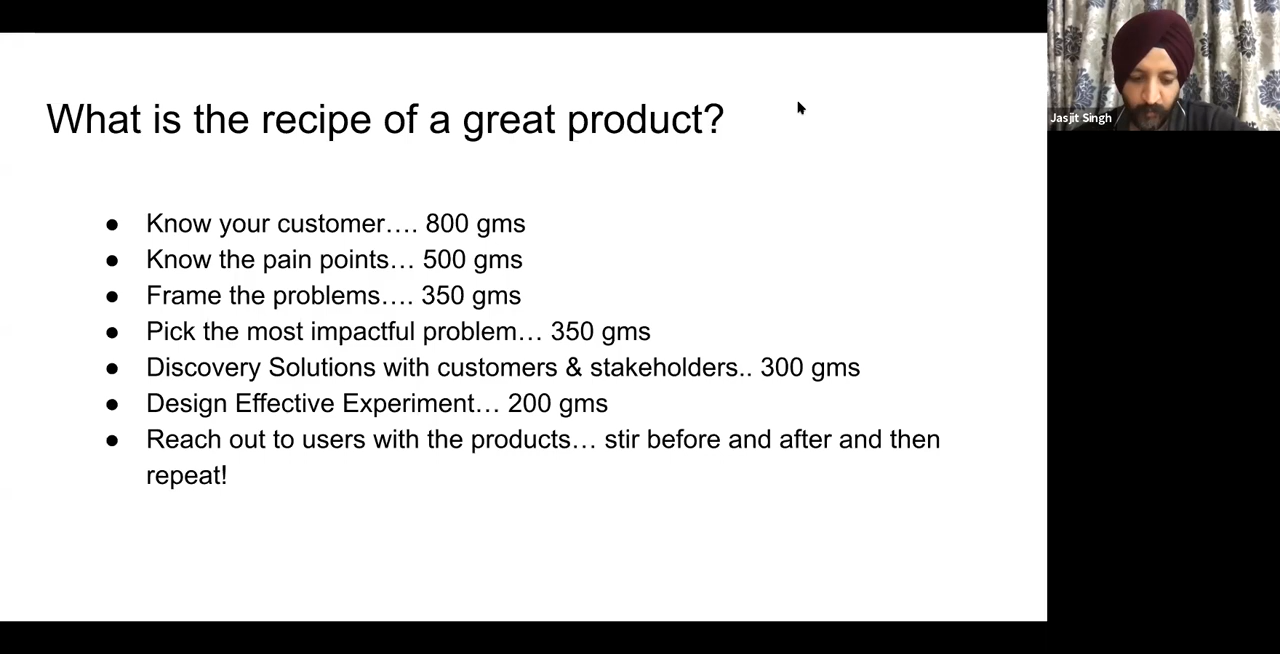 What is the recipe of a great product?
● Know your customer…. 800 gms
● Know the pain points… 500 gms
● Frame the problems…. 350 gms
● Pick the most impactful problem… 350 gms
● Discovery Solutions with customers & stakeholders.. 300 gms
● Design Effective Experiment… 200 gms
● Reach out to users with the products… stir before and after and then
repeat!
Jasjit Singh